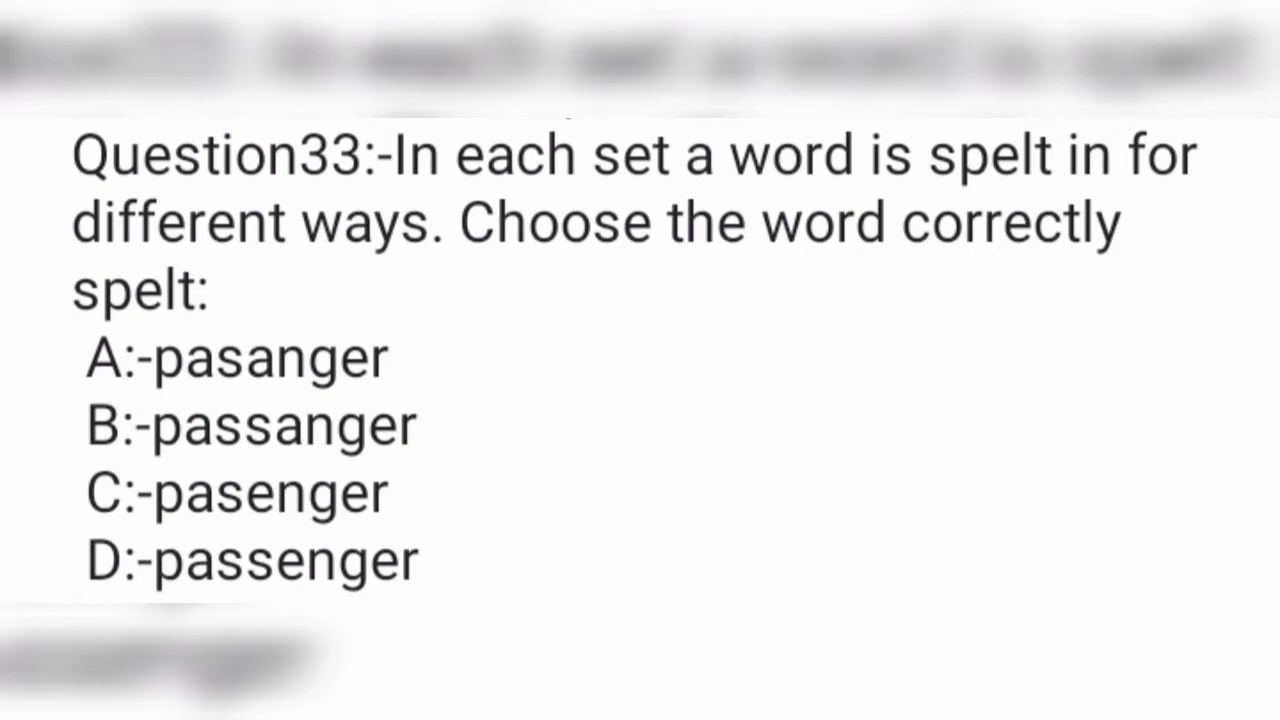 Question33:-In each set a word is spelt in for
different ways. Choose the word correctly
spelt:
A:-pasanger
B:-passanger
C:-pasenger
D:-passenger